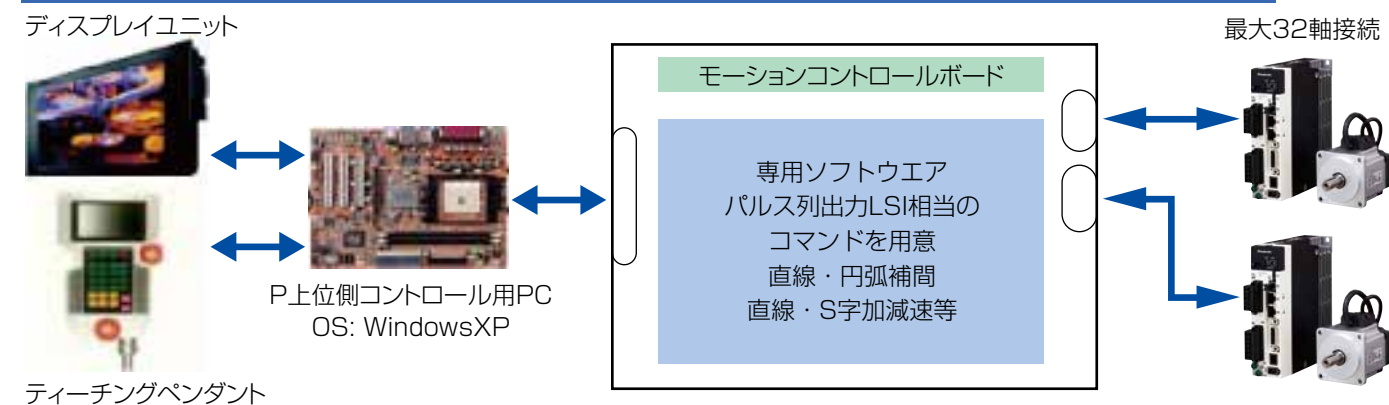 ディスプレイユニット
最大32軸接続
モーションコントロールボード
専用ソフトウエア
パルス列出力LSI相当の
コマンドを用意
直線・円弧補間
直線・S字加減速等
P上位側コントロール用PC
OS: WindowsXP
ティーチングペンダント